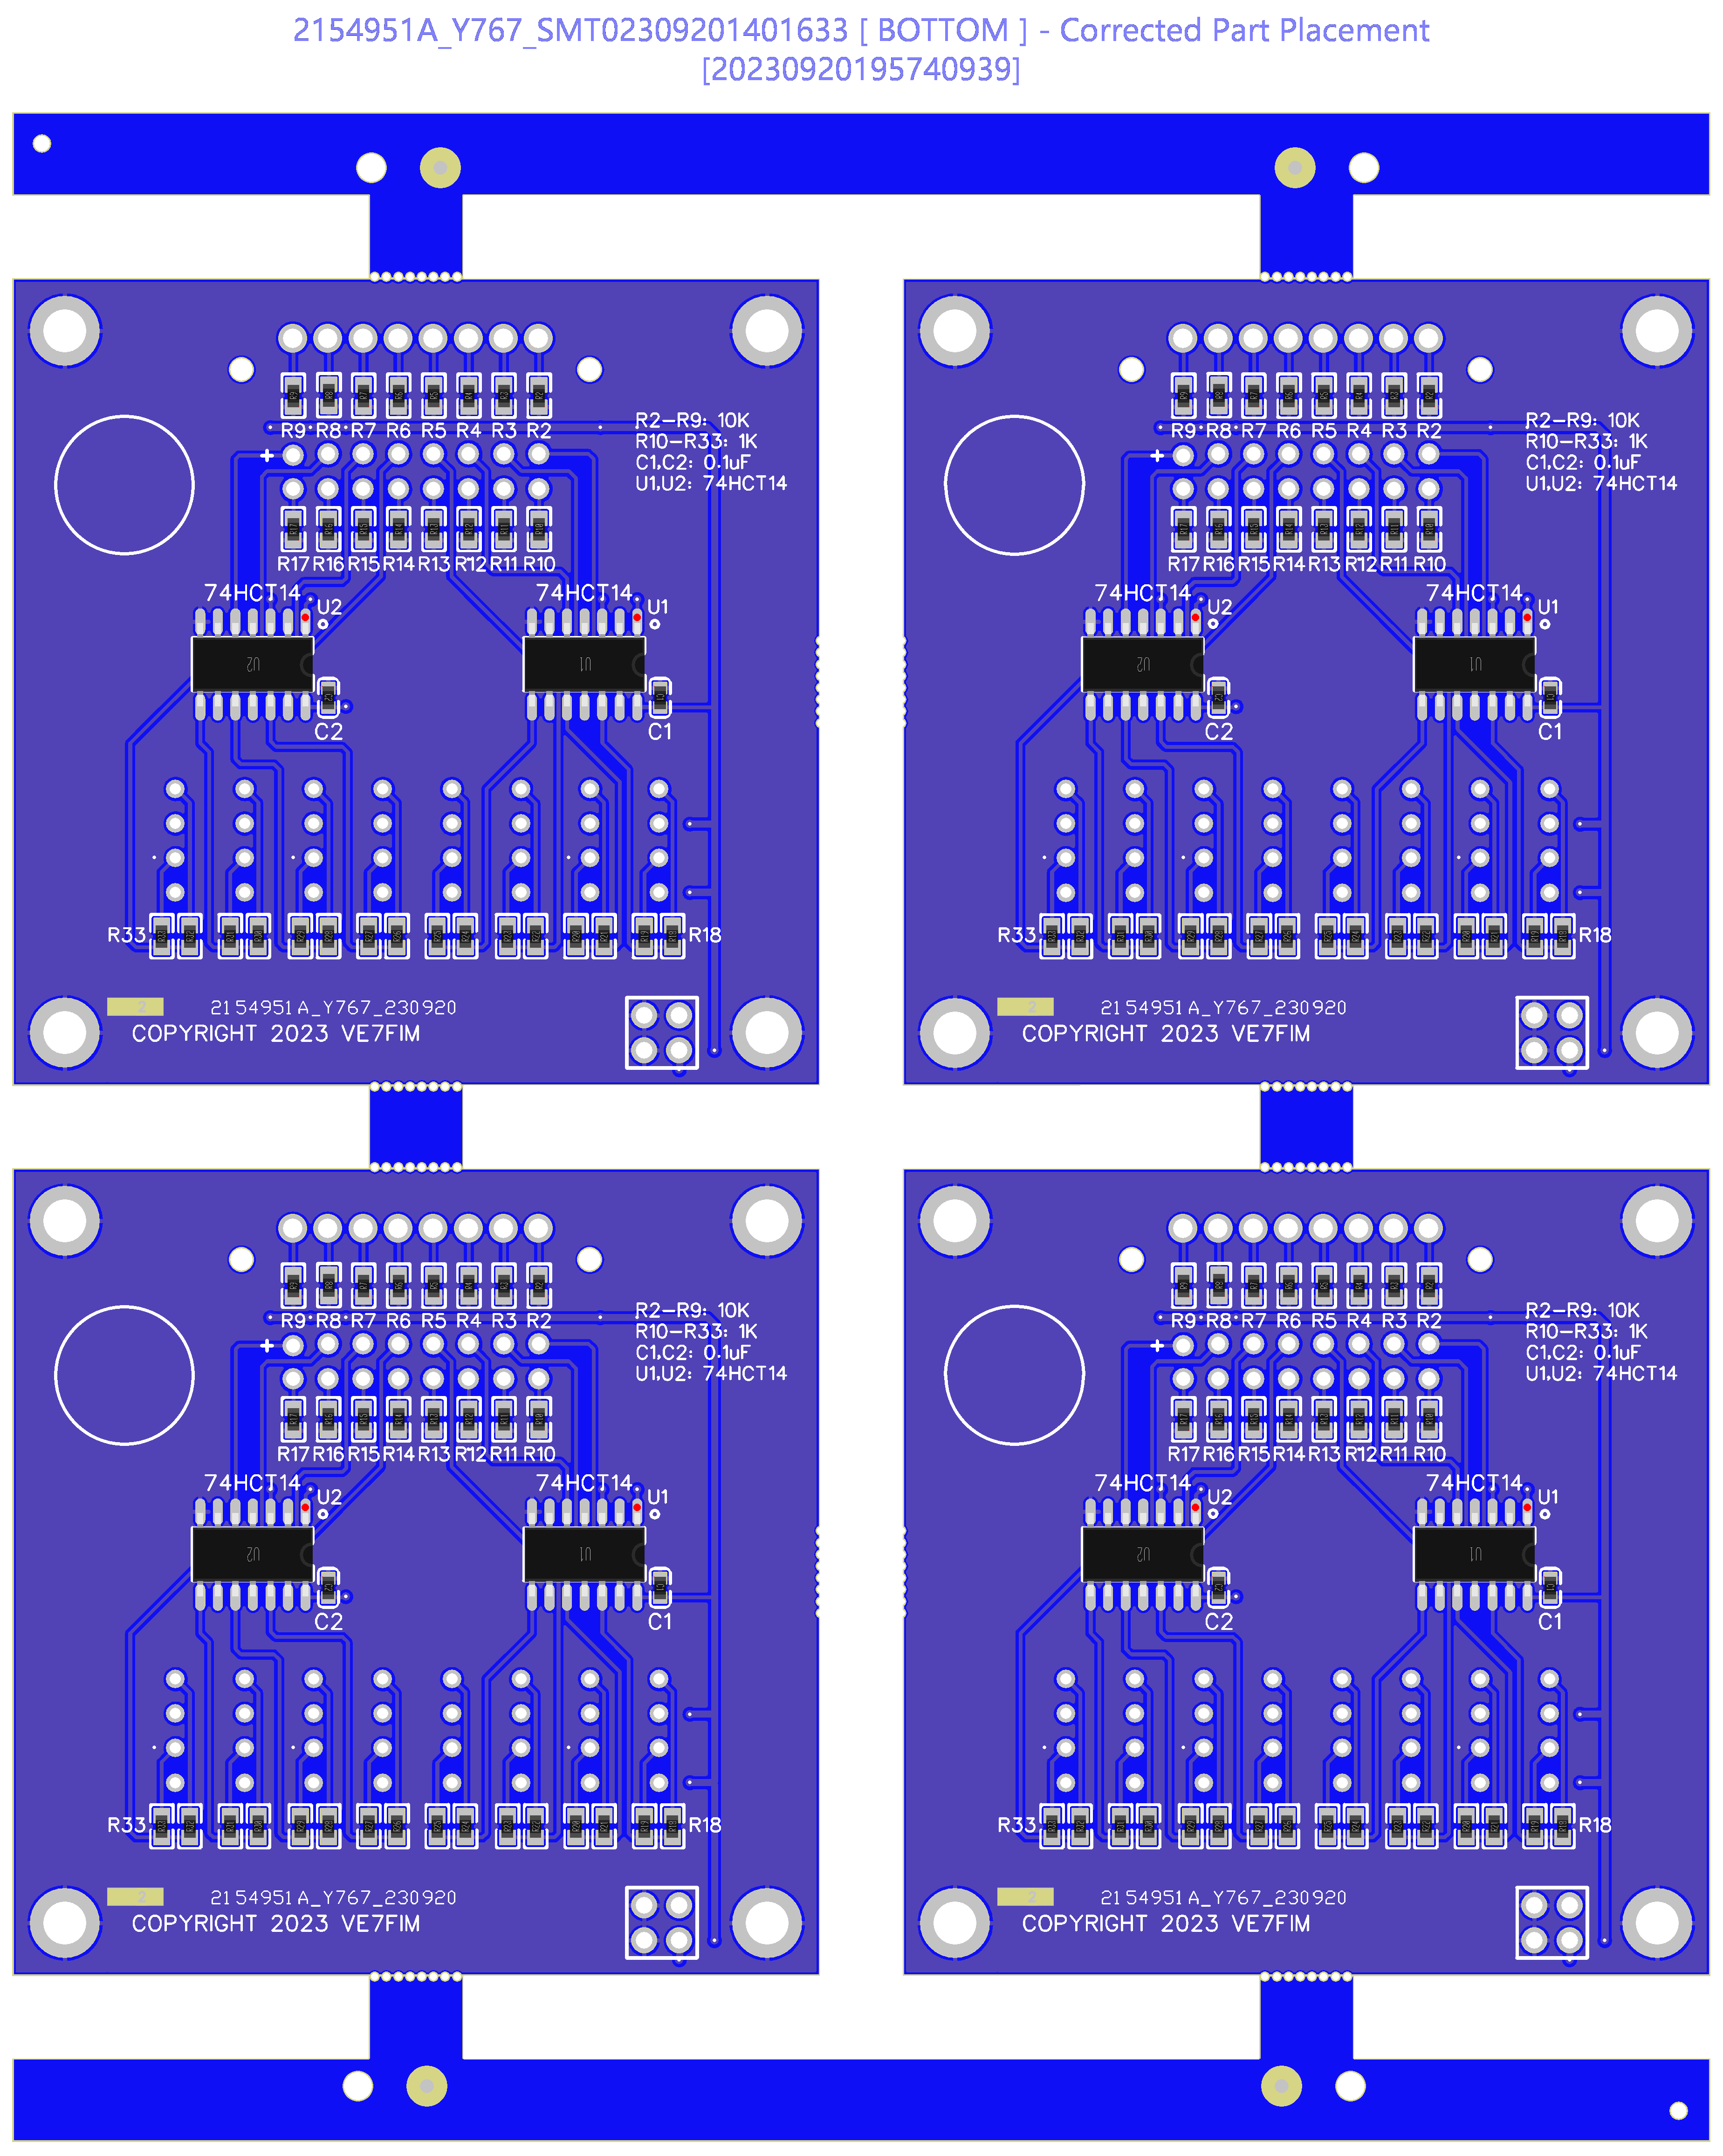 2154951A_Y767_SMT02309201401633 [ BOTTOM ] - Corrected Part Placement
[20230920195740939]
R9 R8 R7 R6 R5 R4 R3 R2
R2-R9: 10K
R10-R33: 1K
C1,C2: 0.1uF
U1,U2: 74HCT14
+
R17 R16 R15 R14 R13 R12 R11 R10
74HCT14 U2 74HCT14 U1
U2 U1
C2 C1
R33 R18
2 2154951A_Y767_230920
COPYRIGHT 2023 VE7FIM
R9 R8 R7 R6 R5 R4 R3 R2
R2-R9: 10K
R10-R33: 1K
C1,C2: 0.1uF
U1,U2: 74HCT14
+
R17 R16 R15 R14 R13 R12 R11 R10
74HCT14 U2 74HCT14 U1
U2 U1
C2 C1
R33 R18
2 2154951A_Y767_230920
COPYRIGHT 2023 VE7FIM
R9 R8 R7 R6 R5 R4 R3 R2
R2-R9: 10K
R10-R33: 1K
C1,C2: 0.1uF
U1,U2: 74HCT14
+
R17 R16 R15 R14 R13 R12 R11 R10
74HCT14 U2 74HCT14 U1
U2 U1
C2 C1
R33 R18
2 2154951A_Y767_230920
COPYRIGHT 2023 VE7FIM
R9 R8 R7 R6 R5 R4 R3 R2
R2-R9: 10K
R10-R33: 1K
C1,C2: 0.1uF
U1,U2: 74HCT14
+
R17 R16 R15 R14 R13 R12 R11 R10
74HCT14 U2 74HCT14 U1
U2 U1
C2 C1
R33 R18
2 2154951A_Y767_230920
COPYRIGHT 2023 VE7FIM